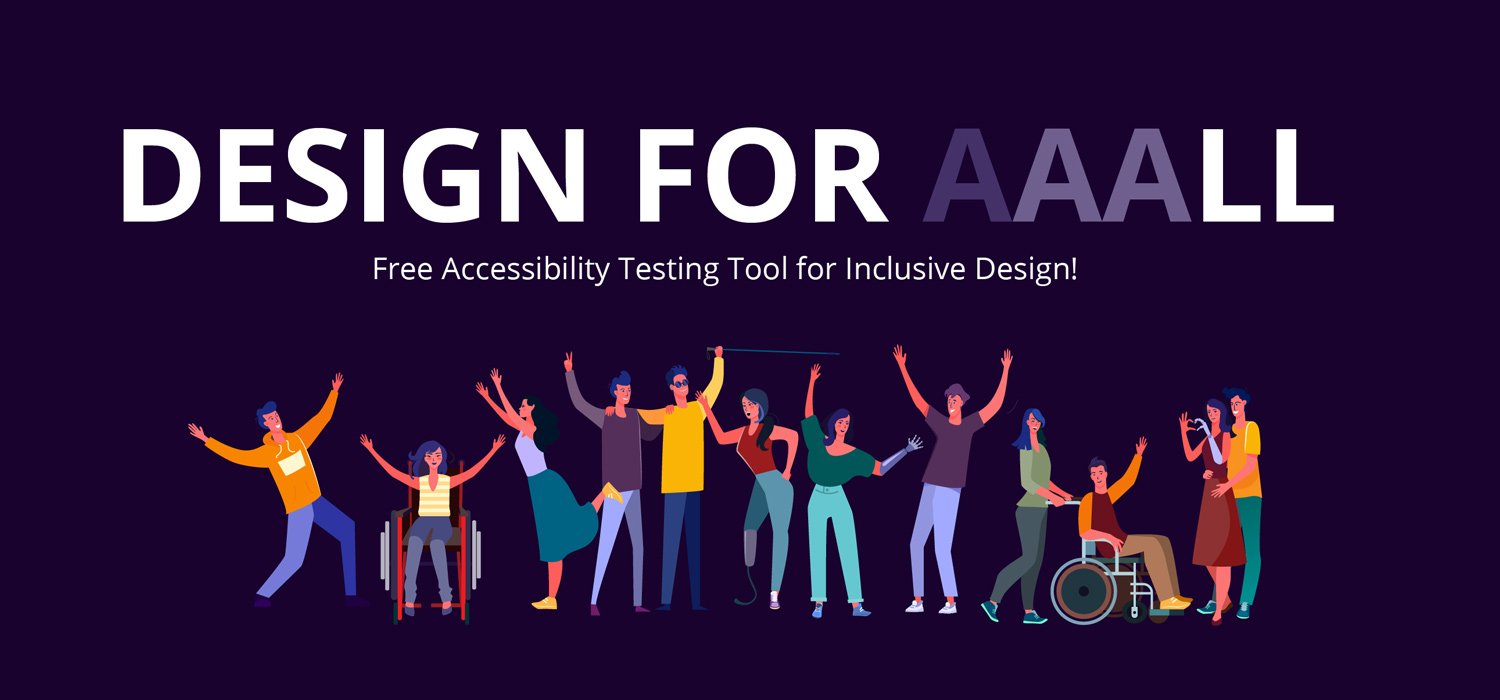 DESIGN FOR AAALL
Free Accessibility Testing Tool for Inclusive Design!